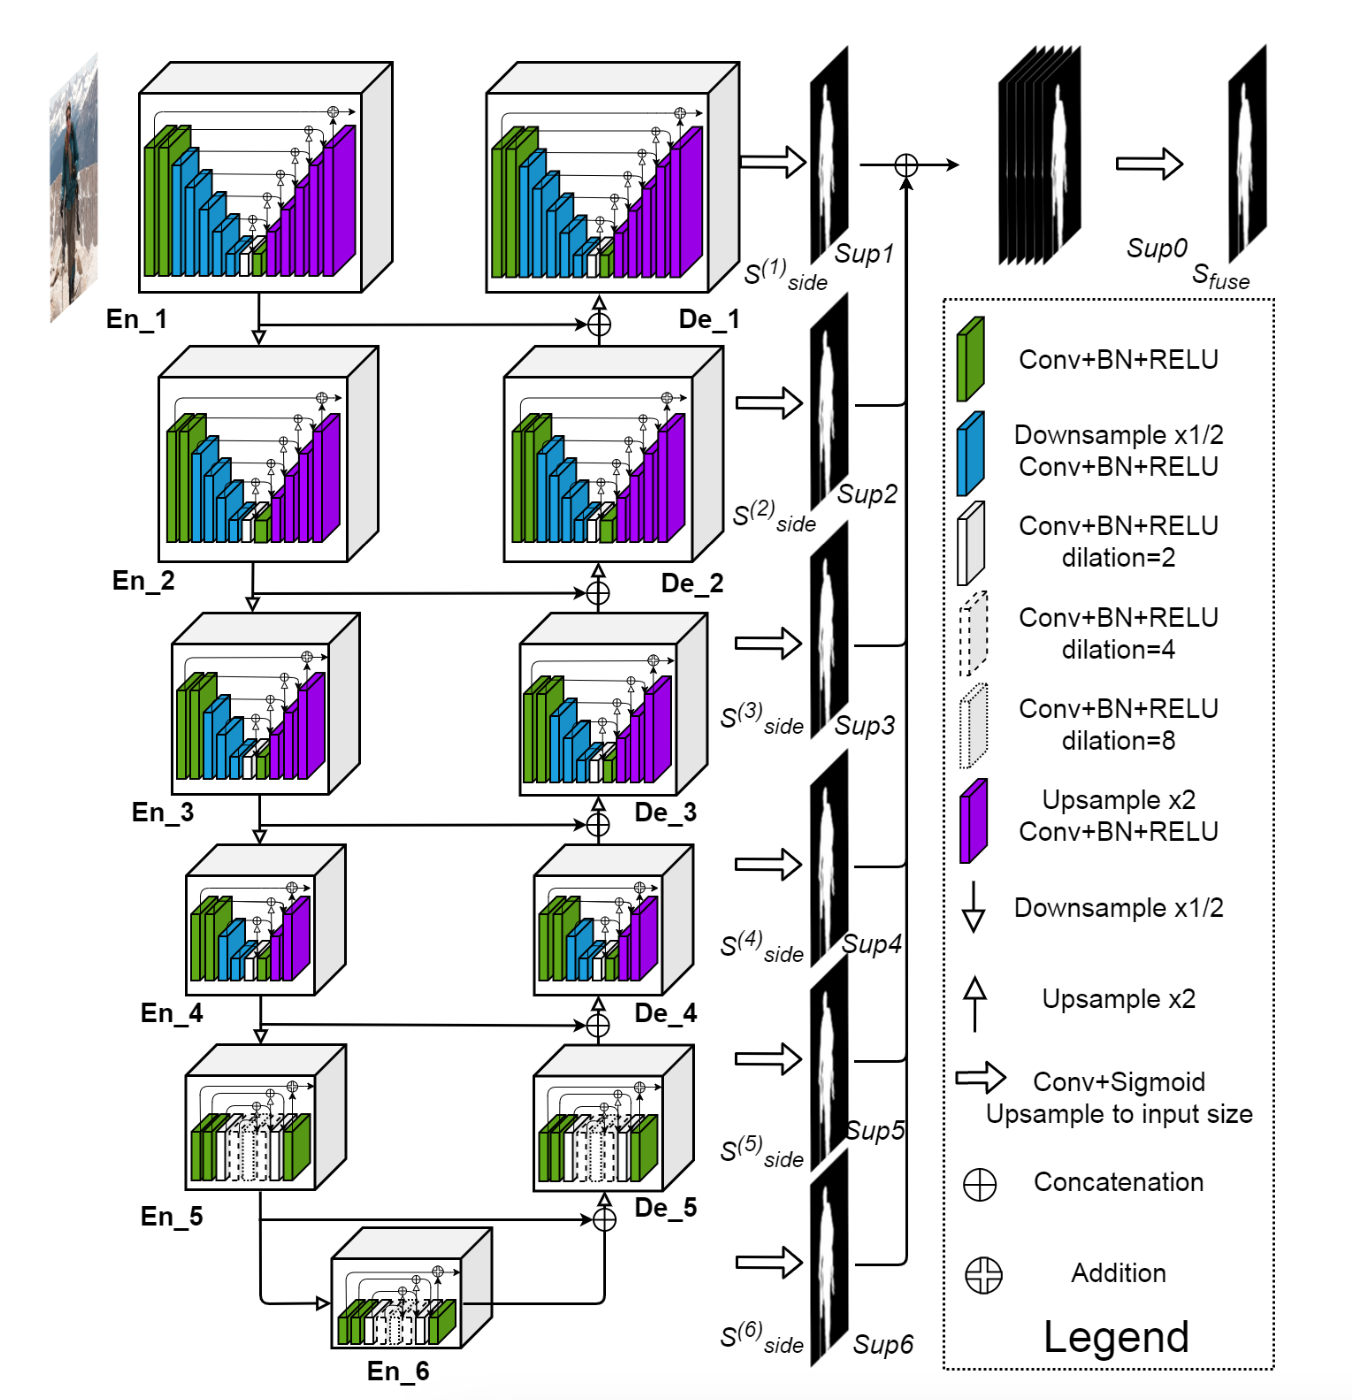 En_1
De_1
S(1)side
Sup1
Sup0
Sfuse
En_2
De_2
S(2)side
Sup2
En_3
De_3
S(3)side
Sup3
En_4
De_4
S(4)side
Sup4
En_5
De_5
S(5)side
Sup5
En_6
S(6)side
Sup6
Conv+BN+RELU
Downsample x1/2
Conv+BN+RELU
Conv+BN+RELU
dilation=2
Conv+BN+RELU
dilation=4
Conv+BN+RELU
dilation=8
Upsample x2
Conv+BN+RELU
Downsample x1/2
Upsample x2
Conv+Sigmoid
Upsample to input size
Concatenation
Addition
Legend